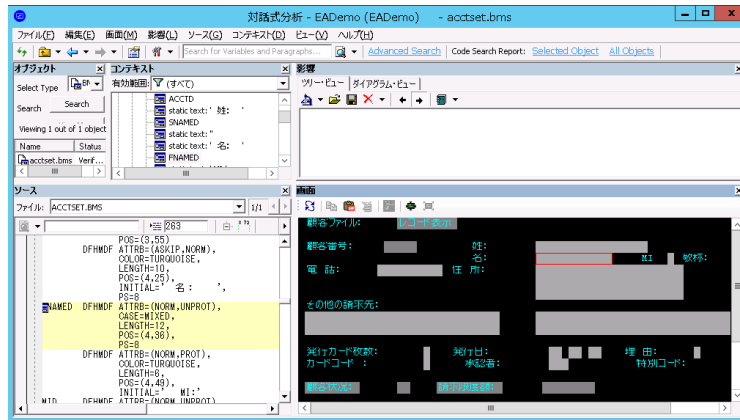 対話式分析 - EADemo (EADemo) - acctset.bms
ファイル(F) 編集(E) 画面(M) 影響(L) ソース(G) コンテキスト(D) ビュー(V) ヘルプ(H)
Search for Variables and Paragraphs... Advanced Search Code Search Report: Selected Object All Objects
オブジェクト
Select Type BM
Search Search
Viewing 1 out of 1 object
Name Status
acctset.bms Verif...
コンテキスト
有効範囲: (すべて)
ACCTD
static text: ' 姓: '
SNAMED
static text: ''
static text: ' 名: '
FNAMED
影響
ツリー・ビュー ダイアグラム・ビュー
ソース
ファイル: ACCTSET.BMS 1/1
263
POS=(3,55)
DFHMDF ATTRB=(ASKIP,NORM),
COLOR=TURQUOISE,
LENGTH=10,
POS=(4,25),
INITIAL=' 名 : ',
PS=8
NAMED DFHMDF ATTRB=(NORM,UNPROT),
CASE=MIXED,
LENGTH=12,
POS=(4,36),
PS=8
DFHMDF ATTRB=(NORM,PROT),
COLOR=TURQUOISE,
LENGTH=6,
POS=(4,49),
INITIAL=' MI:'
MID DFHMDF ATTRB=(NORM,UNPROT)
画面
顧客ファイル: レコード表示
顧客番号: 姓:
名: MI 敬称:
電 話: 住 所:
その他の請求先:
発行カード枚数: 発行日: 理 由:
カードコード : 承認者: 特別コード:
顧客状況: 請求限度額: